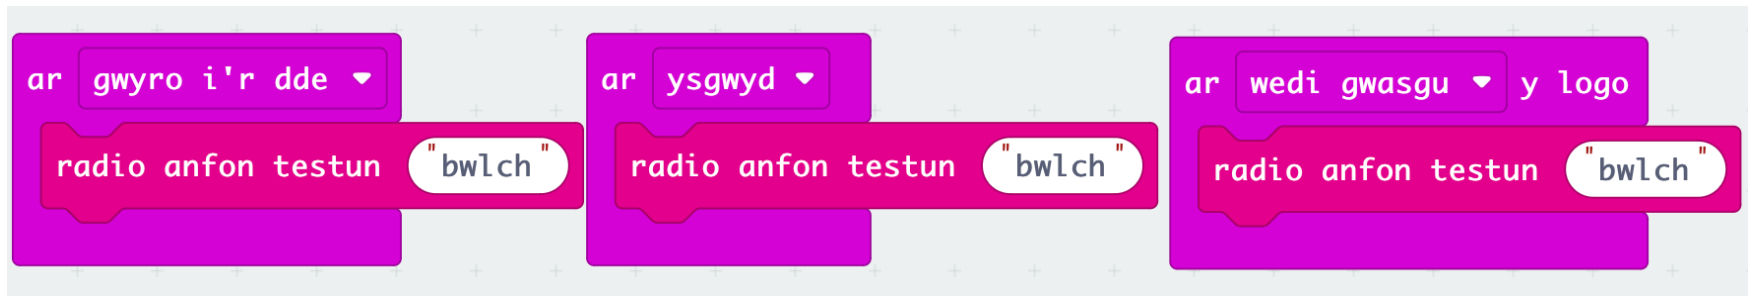 ar gwyro i'r dde
radio anfon testun "bwlch"
ar ysgwyd
radio anfon testun "bwlch"
ar wedi gwasgu y logo
radio anfon testun "bwlch"